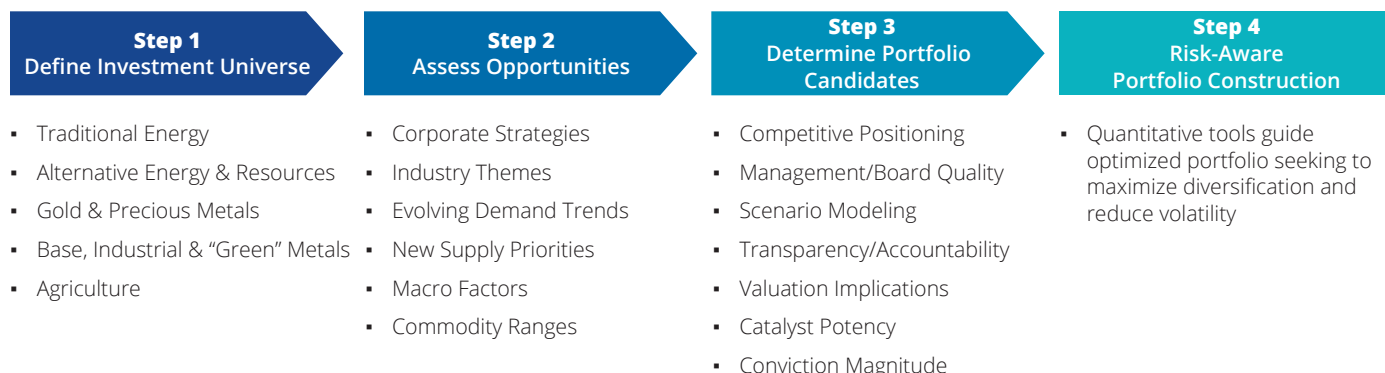 Step 1
Define Investment Universe
▪ Traditional Energy
▪ Alternative Energy & Resources
▪ Gold & Precious Metals
▪ Base, Industrial & “Green” Metals
▪ Agriculture
Step 2
Assess Opportunities
▪ Corporate Strategies
▪ Industry Themes
▪ Evolving Demand Trends
▪ New Supply Priorities
▪ Macro Factors
▪ Commodity Ranges
Step 3
Determine Portfolio
Candidates
▪ Competitive Positioning
▪ Management/Board Quality
▪ Scenario Modeling
▪ Transparency/Accountability
▪ Valuation Implications
▪ Catalyst Potency
▪ Conviction Magnitude
Step 4
Risk-Aware
Portfolio Construction
▪ Quantitative tools guide
optimized portfolio seeking to
maximize diversification and
reduce volatility